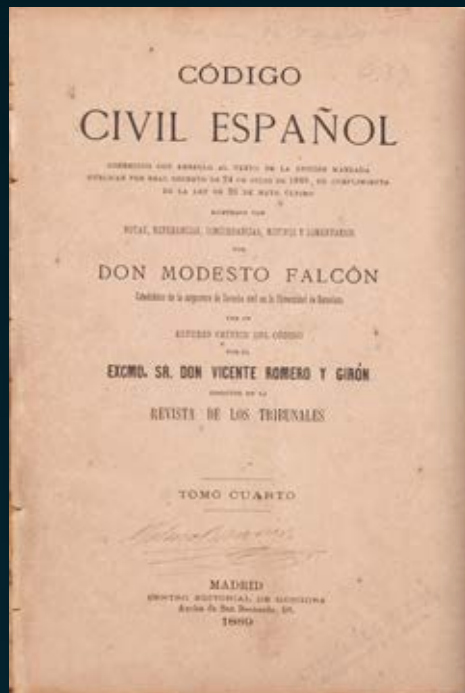 CÓDIGO
CIVIL ESPAÑOL
CORREGIDO CON ARREGLO AL TEXTO DE LA EDICIÓN MANDADA
PUBLICAR POR REAL DECRETO DE 24 DE JULIO DE 1889, EN CUMPLIMIENTO
DE LA LEY DE 26 DE MAYO ÚLTIMO
ILUSTRADO CON
NOTAS, REFERENCIAS, CONCORDANCIAS, MOTIVOS Y COMENTARIOS
POR
DON MODESTO FALCÓN
Catedrático de la asignatura de Derecho civil en la Universidad de Barcelona
CON UN
ESTUDIO CRÍTICO DEL CÓDIGO
POR EL
EXCMO. SR. DON VICENTE ROMERO Y GIRÓN
DIRECTOR DE LA
REVISTA DE LOS TRIBUNALES
TOMO CUARTO
MADRID
CENTRO EDITORIAL DE GÓNGORA
Ancha de San Bernardo,
1889